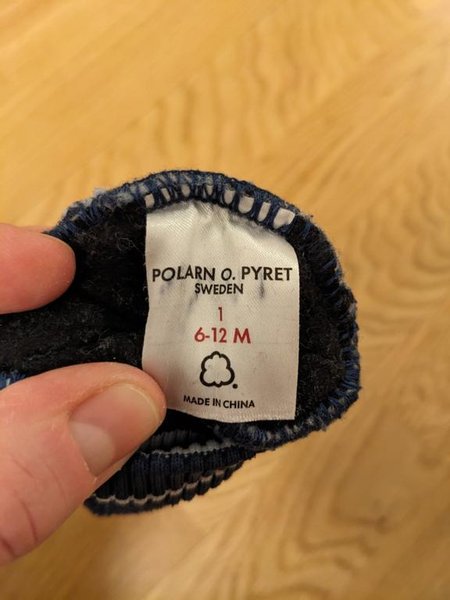 POLARN O. PYRET
SWEDEN
1
6-12 M
MADE IN CHINA